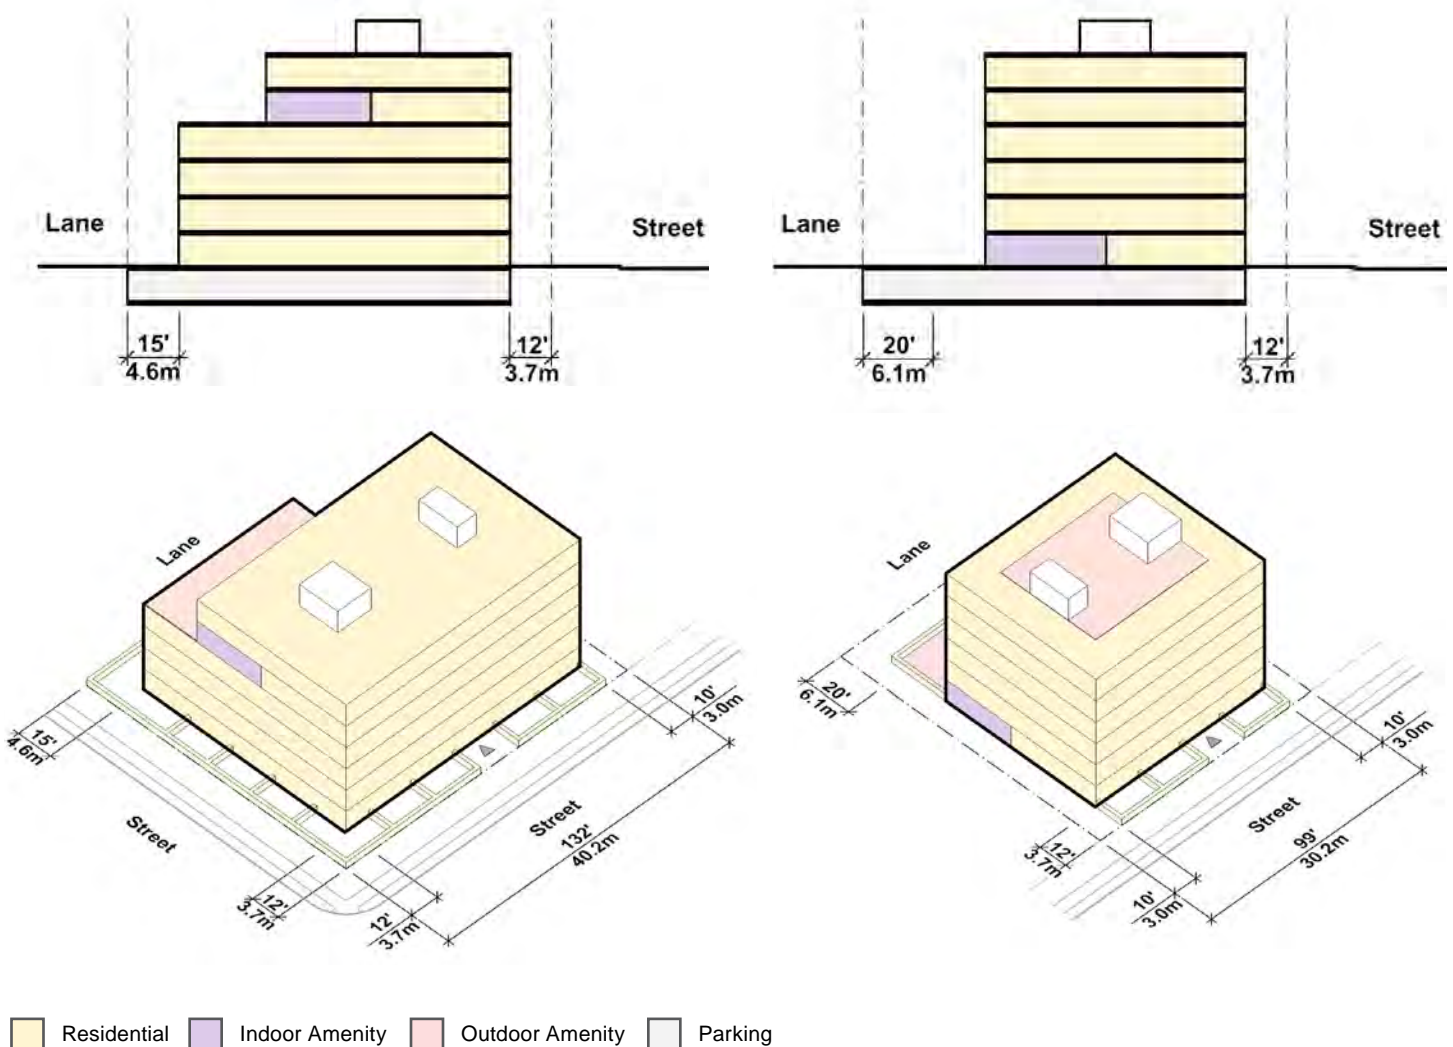 Lane
Street
15'
4.6m
12'
3.7m
Lane
Street
20'
6.1m
12'
3.7m
Lane
10'
3.0m
15'
4.6m
Street
Street
132'
40.2m
12'
3.7m
12'
3.7m
Lane
20'
6.1m
10'
3.0m
Street
99'
30.2m
12'
3.7m
10'
3.0m
Residential Indoor Amenity Outdoor Amenity Parking